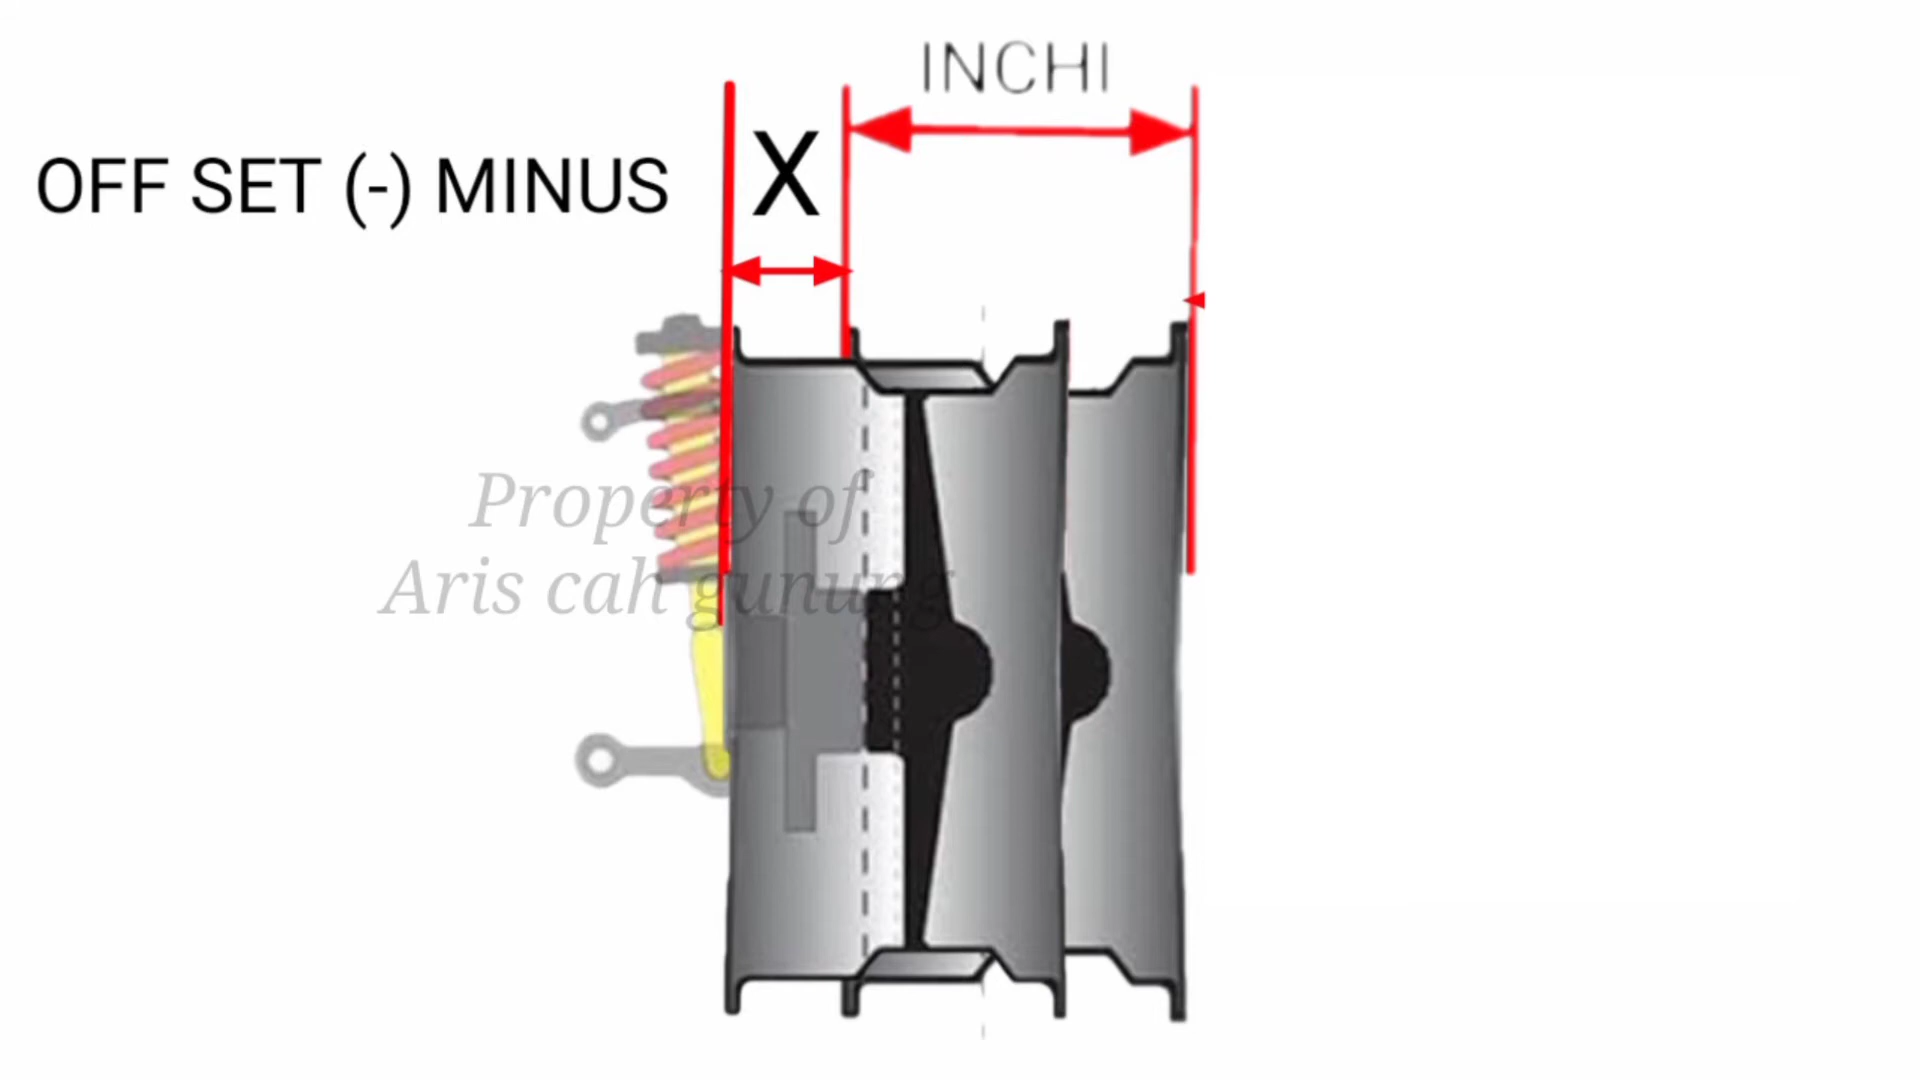 INCHI
OFF SET (-) MINUS
X
Property of
Aris cah gunung